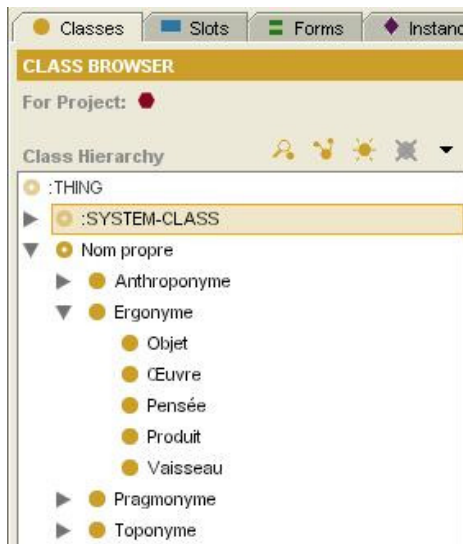 Classes Slots Forms Instanc
CLASS BROWSER
For Project:
Class Hierarchy
:THING
:SYSTEM-CLASS
Nom propre
Anthroponyme
Ergonyme
Objet
Œuvre
Pensée
Produit
Vaisseau
Pragmonyme
Toponyme